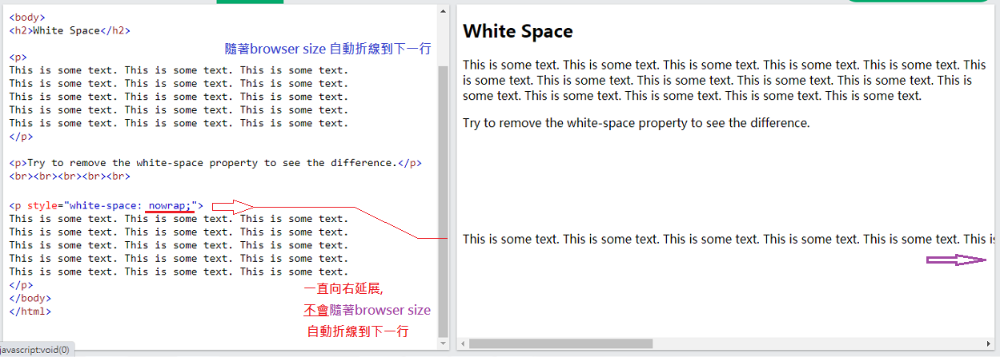 <body>
<h2>White Space</h2>
隨著browser size 自動折線到下一行
<p>
This is some text. This is some text. This is some text.
This is some text. This is some text. This is some text.
This is some text. This is some text. This is some text.
This is some text. This is some text. This is some text.
This is some text. This is some text. This is some text.
</p>
<p>Try to remove the white-space property to see the difference.</p>
<br><br><br><br><br>
<p style="white-space: nowrap;">
This is some text. This is some text. This is some text.
This is some text. This is some text. This is some text.
This is some text. This is some text. This is some text.
This is some text. This is some text. This is some text.
This is some text. This is some text. This is some text.
</p>
</body>
</html>
一直向右延展,
不會隨著browser size
自動折線到下一行
javascript:void(0)
White Space
This is some text. This is some text. This is some text. This is some text. This is some text. This
is some text. This is some text. This is some text. This is some text. This is some text. This is
some text. This is some text. This is some text. This is some text. This is some text.
Try to remove the white-space property to see the difference.
This is some text. This is some text. This is some text. This is some text. This is some text. This is